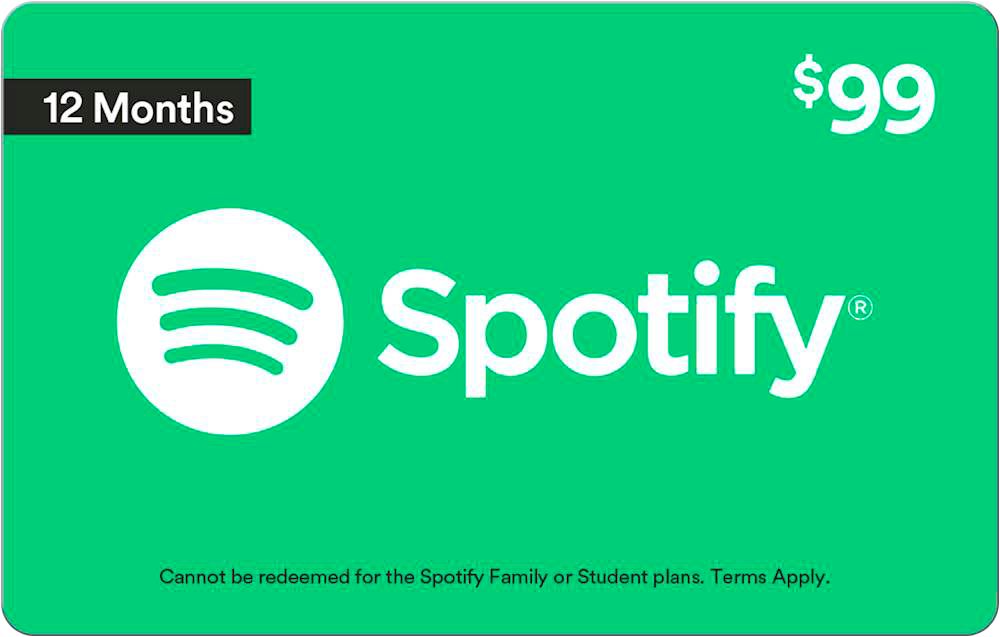 $99
12 Months
Spotify®
Cannot be redeemed for the Spotify Family or Student plans. Terms Apply.